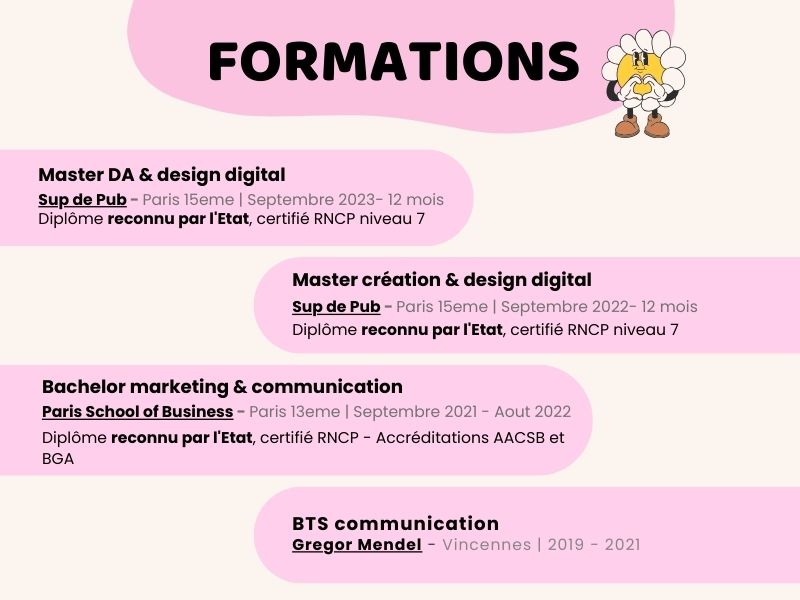 FORMATIONS
Master DA & design digital
Sup de Pub - Paris 15eme | Septembre 2023- 12 mois
Diplôme reconnu par l'Etat, certifié RNCP niveau 7
Master création & design digital
Sup de Pub - Paris 15eme | Septembre 2022- 12 mois
Diplôme reconnu par l'Etat, certifié RNCP niveau 7
Bachelor marketing & communication
Paris School of Business - Paris 13eme | Septembre 2021 - Aout 2022
Diplôme reconnu par l'Etat, certifié RNCP - Accréditations AACSB et
BGA
BTS communication
Gregor Mendel - Vincennes | 2019 - 2021